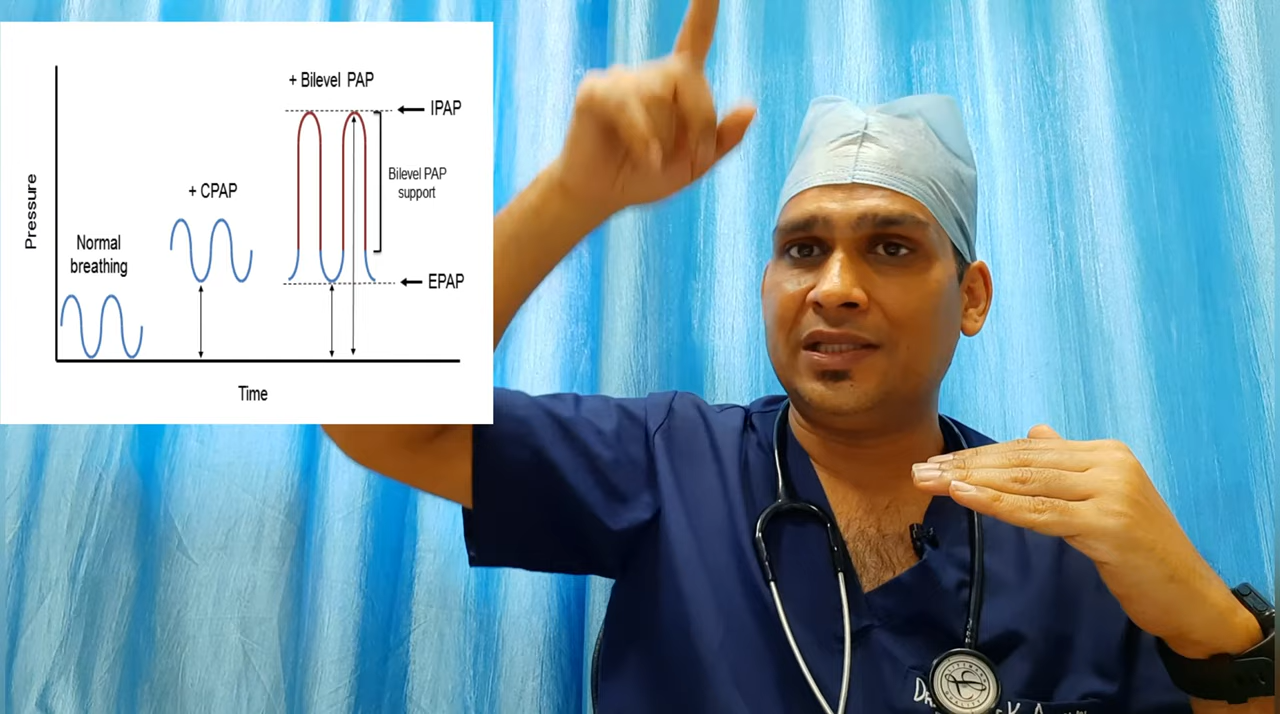 + Bilevel PAP
IPAP
Bilevel PAP
support
+ CPAP
Normal
breathing
EPAP
Pressure
Time